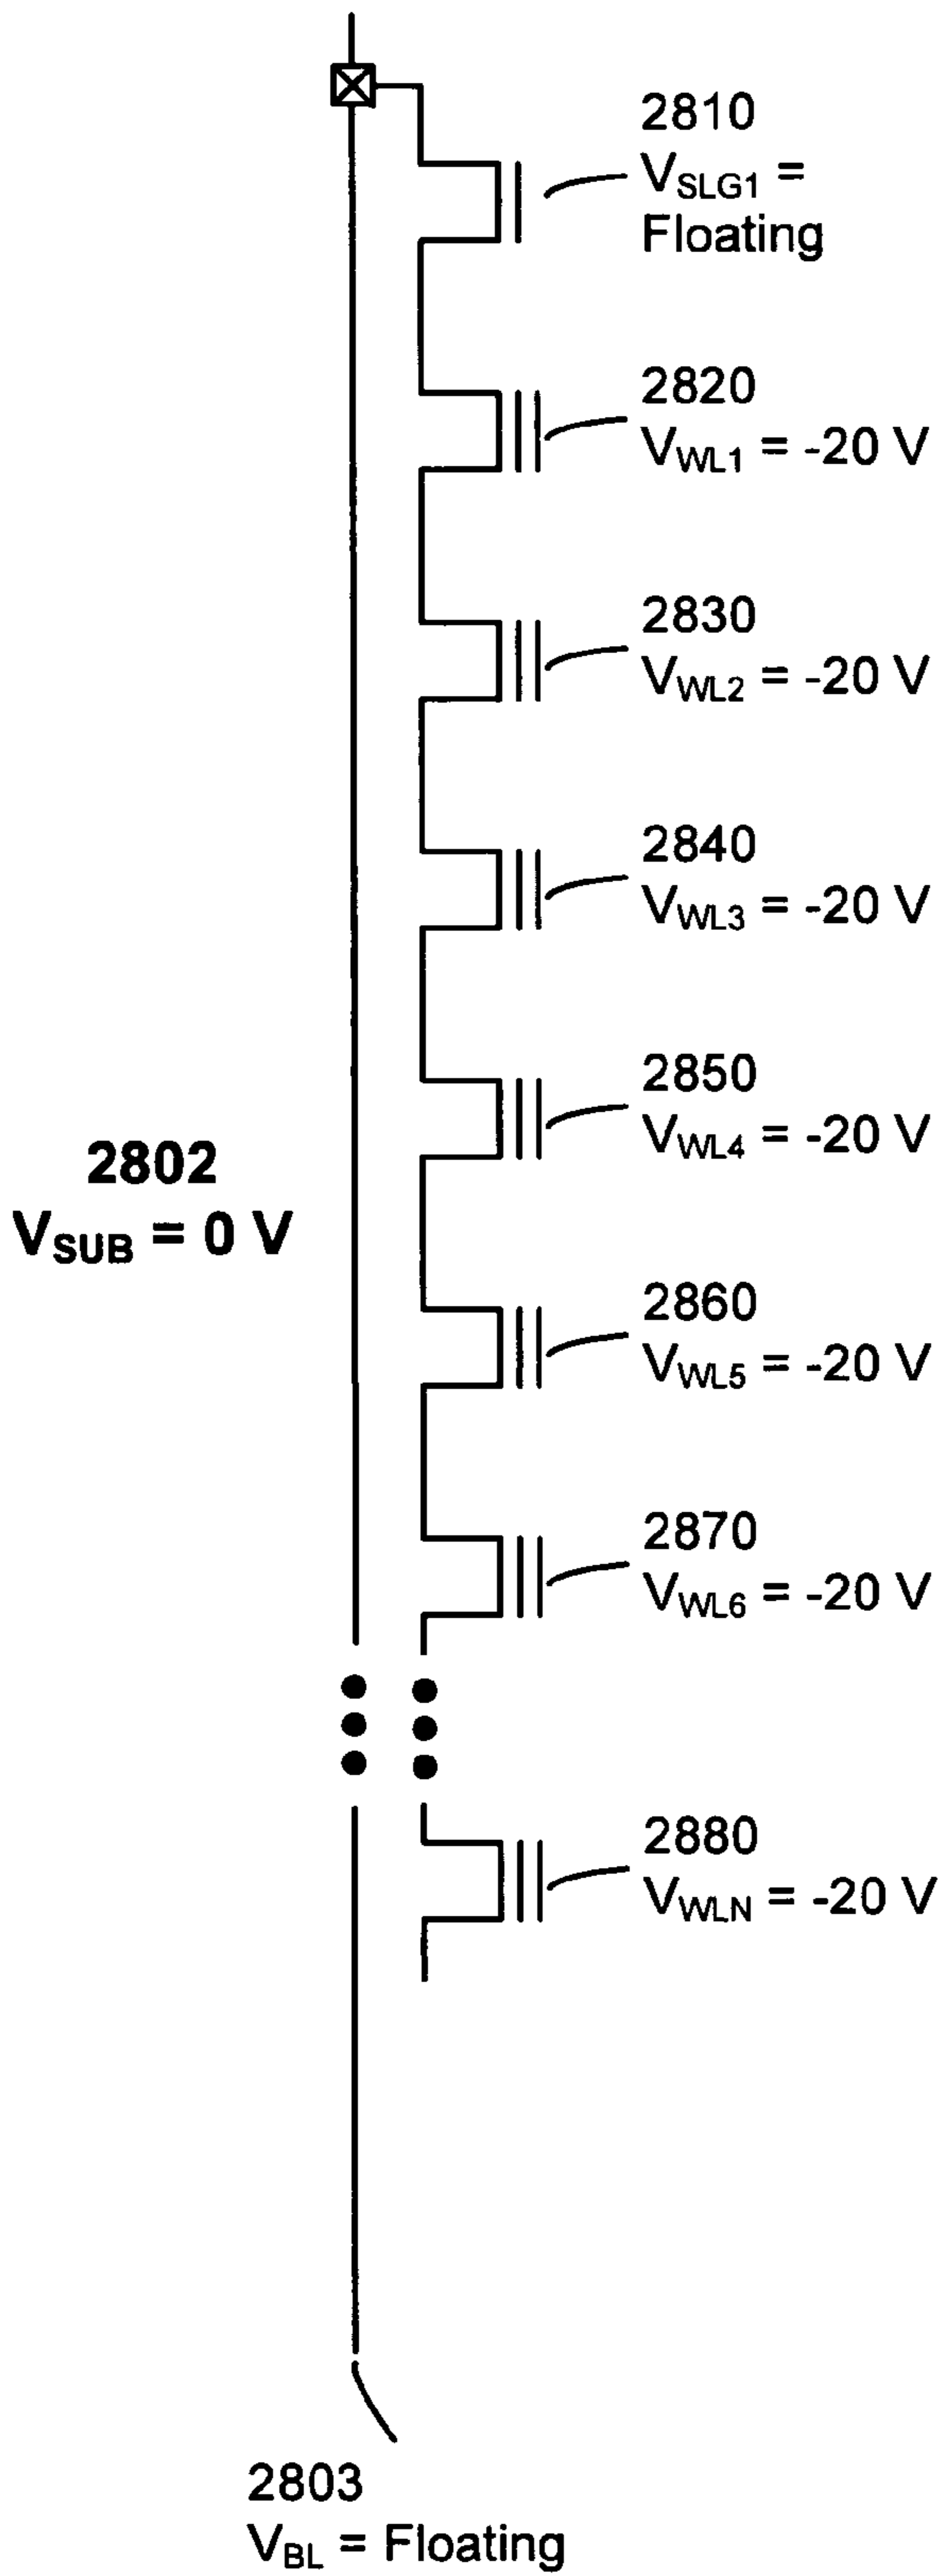 2810
VSLG1 =
Floating
2820
VWL1 = -20 V
2830
VWL2 = -20 V
2840
VWL3 = -20 V
2850
VWL4 = -20 V
2802
VSUB = 0 V
2860
VWL5 = -20 V
2870
VWL6 = -20 V
2880
VWLN = -20 V
2803
VBL = Floating